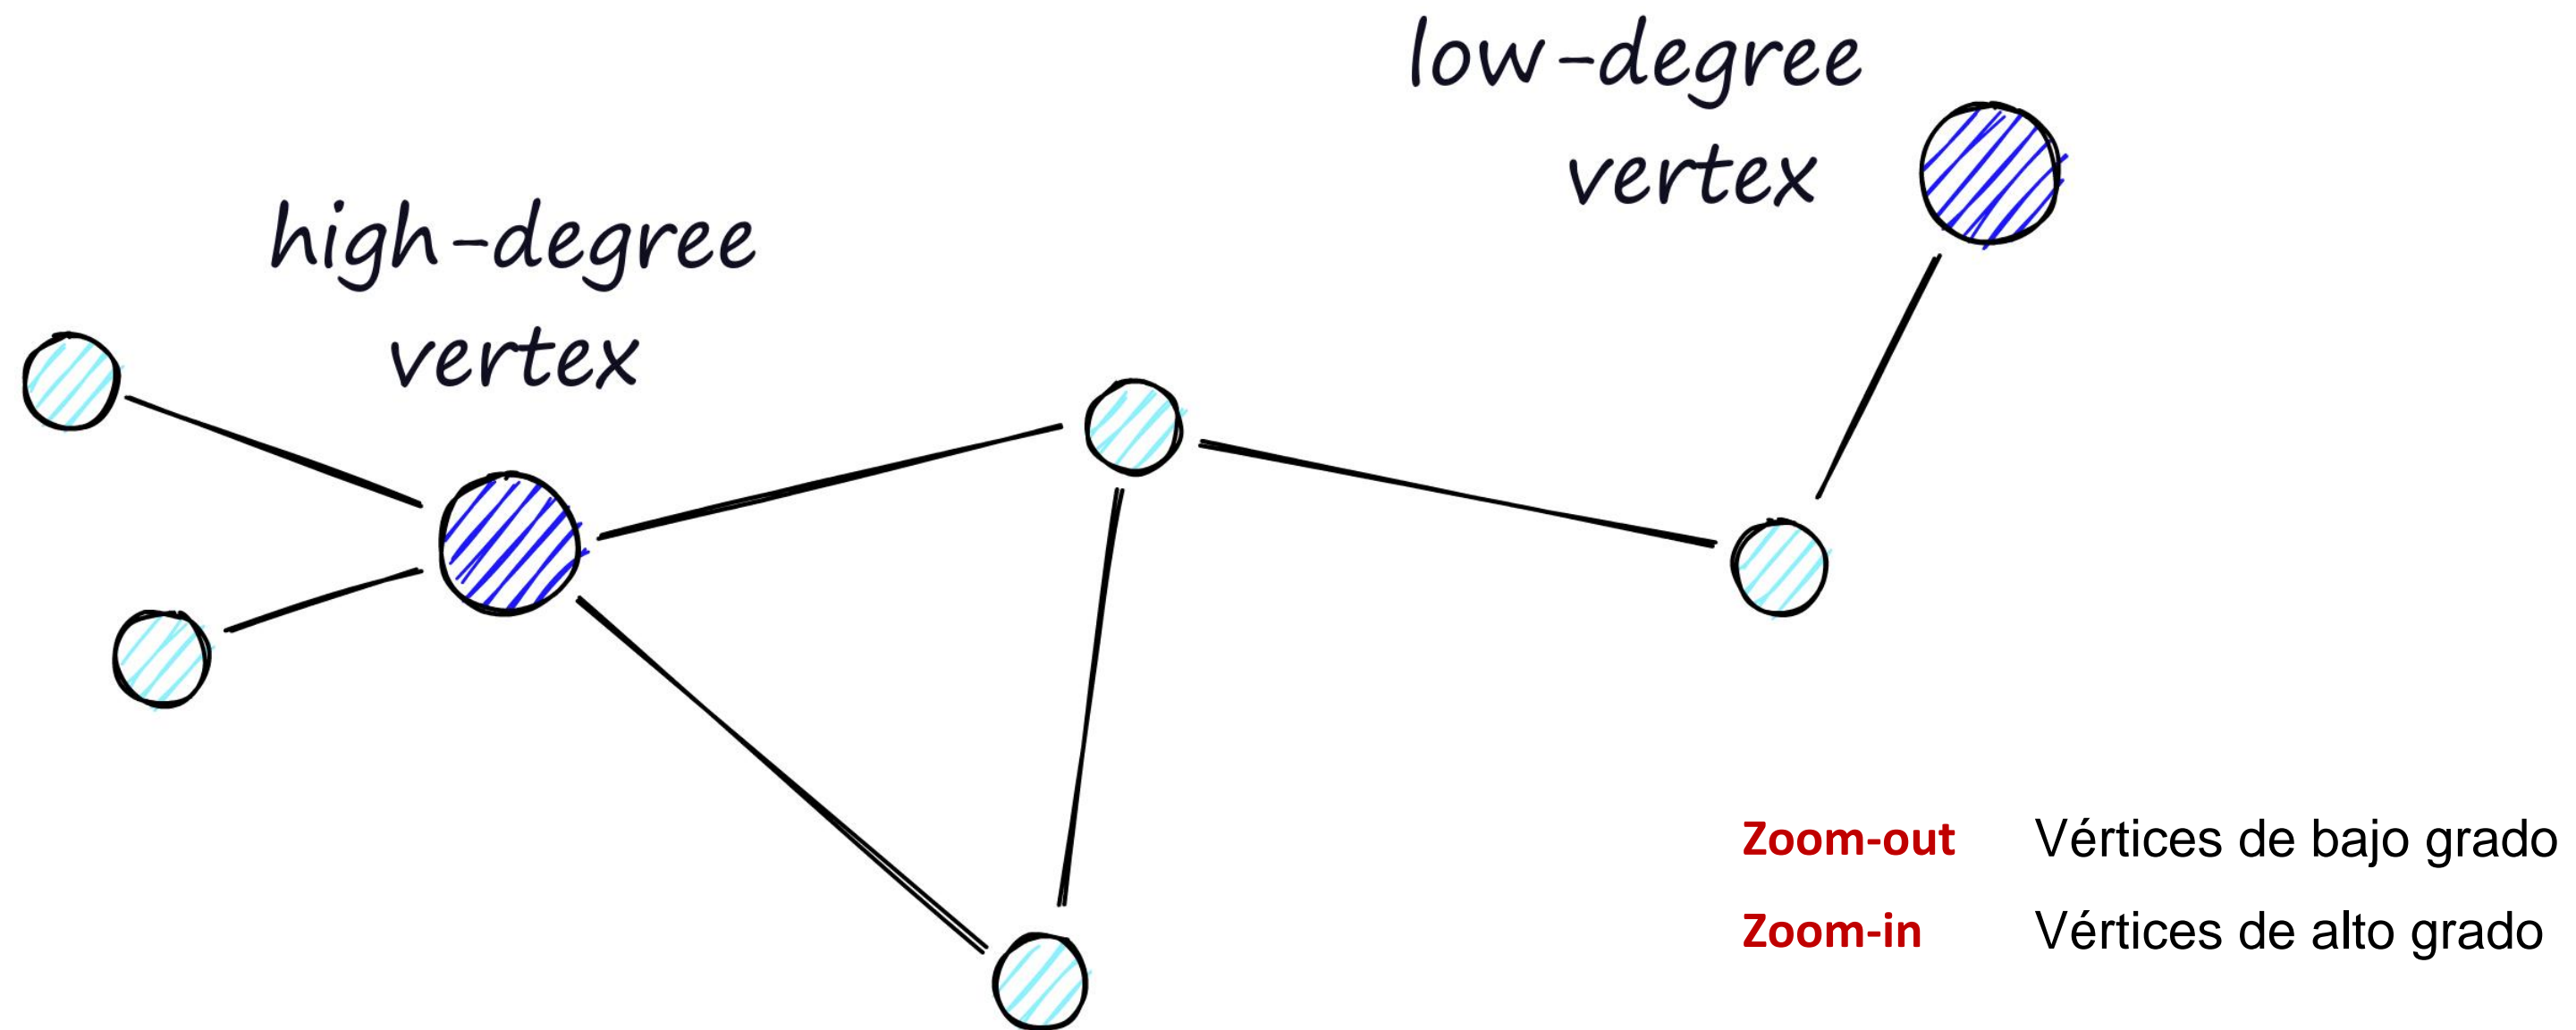 low-degree
vertex
high-degree
vertex
Zoom-out Vértices de bajo grado
Zoom-in Vértices de alto grado